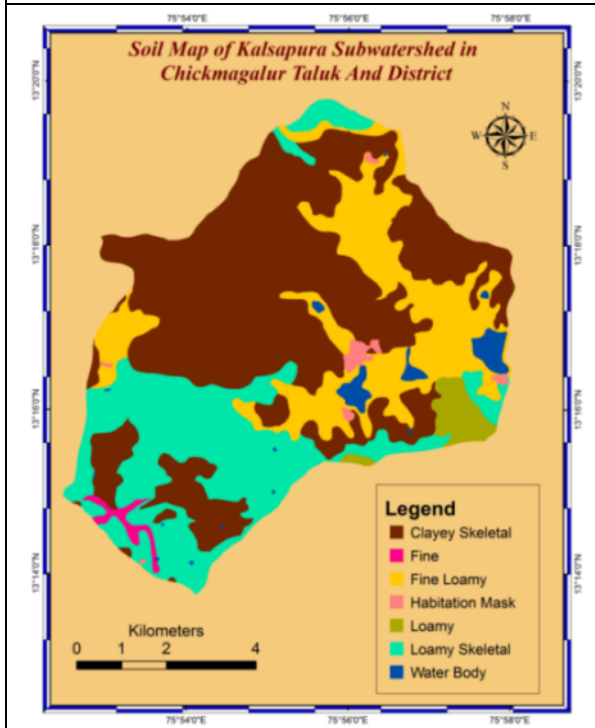 75°54'0"E 75°56'0"E 75°58'0"E
Soil Map of Kalsapura Subwatershed in
Chickmagalur Taluk And District
N
W E
S
13°20'0"N 13°20'0"N
13°18'0"N 13°18'0"N
13°16'0"N 13°16'0"N
13°14'0"N 13°14'0"N
Legend
Clayey Skeletal
Fine
Fine Loamy
Habitation Mask
Loamy
Loamy Skeletal
Water Body
Kilometers
0 1 2 4
75°54'0"E 75°56'0"E 75°58'0"E